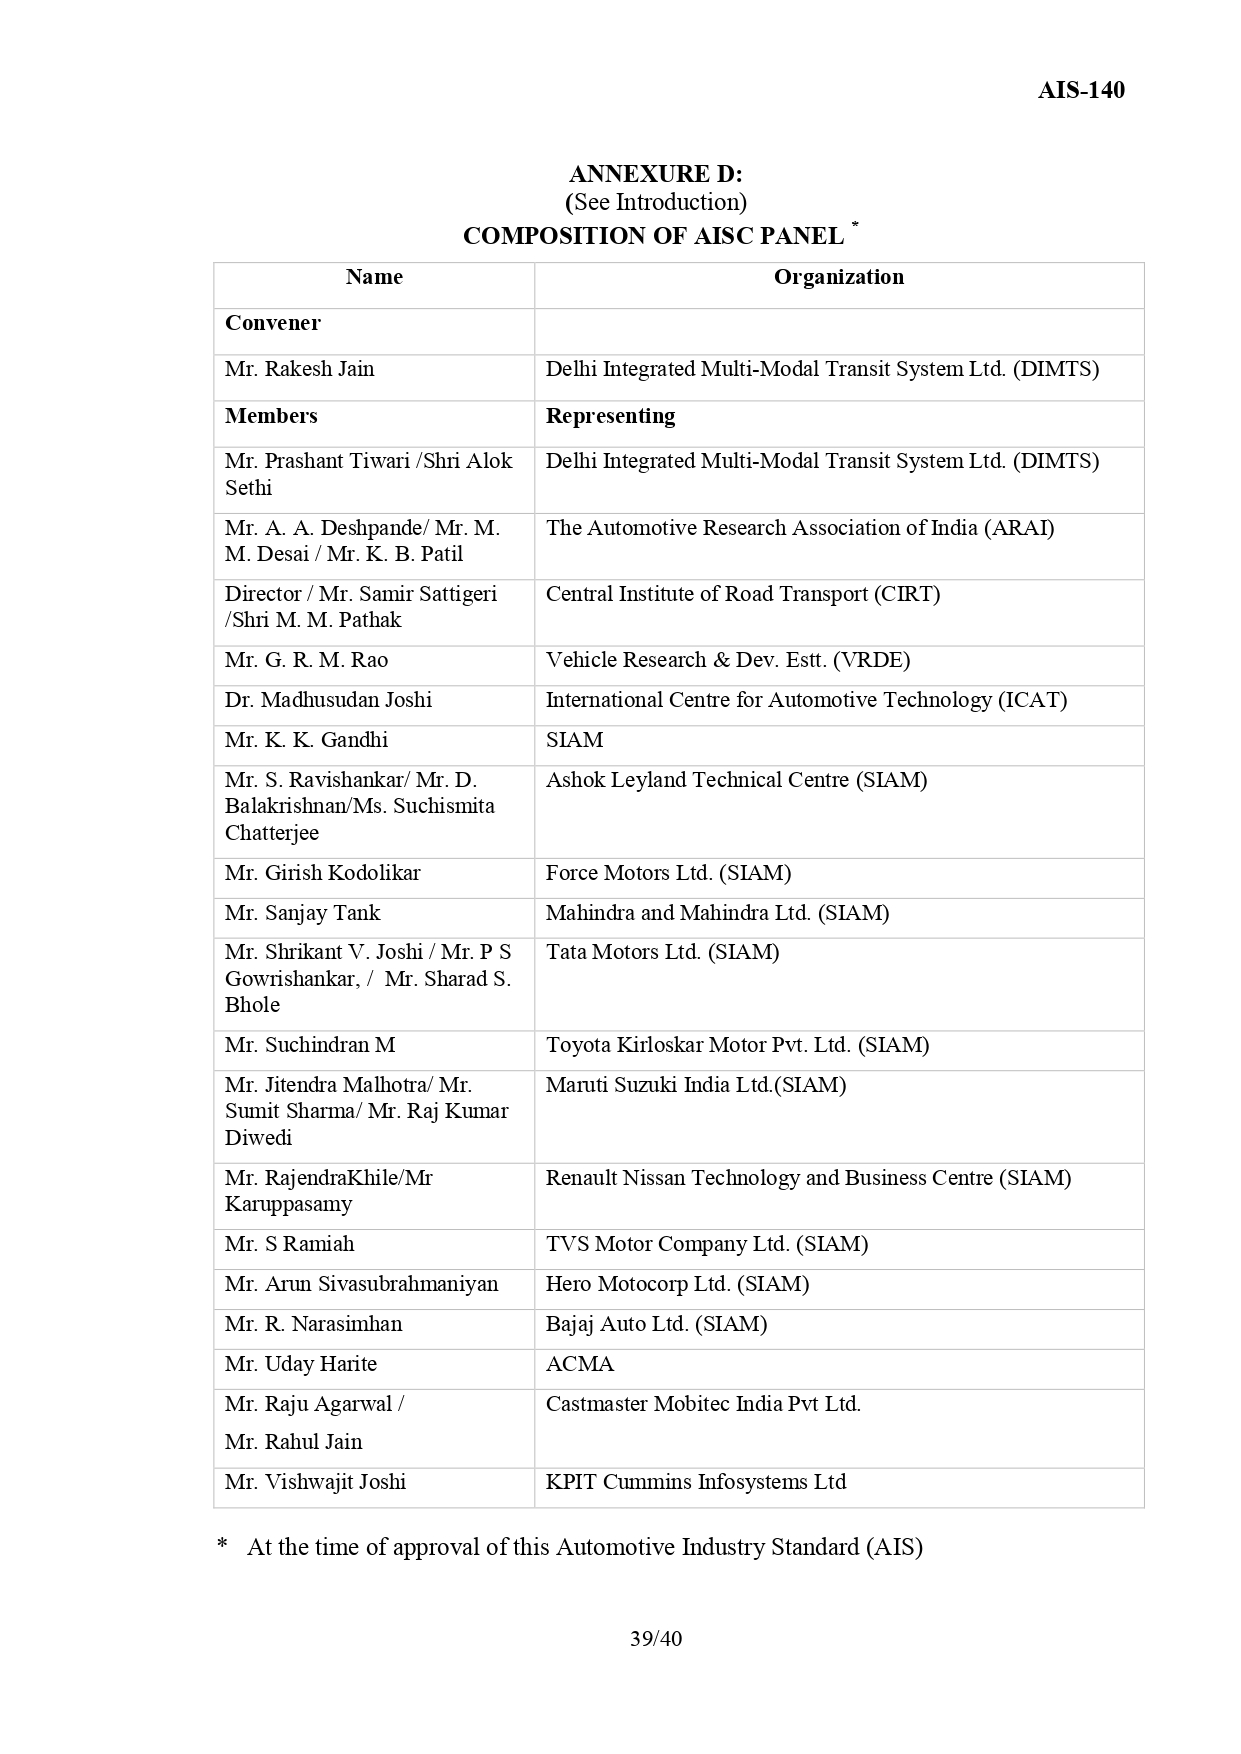 AIS-140
ANNEXURE D:
(See Introduction)
COMPOSITION OF AISC PANEL *
Name Organization
Convener
Mr. Rakesh Jain Delhi Integrated Multi-Modal Transit System Ltd. (DIMTS)
Members Representing
Mr. Prashant Tiwari /Shri Alok Delhi Integrated Multi-Modal Transit System Ltd. (DIMTS)
Sethi
Mr. A. A. Deshpande/ Mr. M. The Automotive Research Association of India (ARAI)
M. Desai / Mr. K. B. Patil
Director / Mr. Samir Sattigeri Central Institute of Road Transport (CIRT)
/Shri M. M. Pathak
Mr. G. R. M. Rao Vehicle Research & Dev. Estt. (VRDE)
Dr. Madhusudan Joshi International Centre for Automotive Technology (ICAT)
Mr. K. K. Gandhi SIAM
Mr. S. Ravishankar/ Mr. D. Ashok Leyland Technical Centre (SIAM)
Balakrishnan/Ms. Suchismita
Chatterjee
Mr. Girish Kodolikar Force Motors Ltd. (SIAM)
Mr. Sanjay Tank Mahindra and Mahindra Ltd. (SIAM)
Mr. Shrikant V. Joshi / Mr. P S Tata Motors Ltd. (SIAM)
Gowrishankar, / Mr. Sharad S.
Bhole
Mr. Suchindran M Toyota Kirloskar Motor Pvt. Ltd. (SIAM)
Mr. Jitendra Malhotra/ Mr. Maruti Suzuki India Ltd.(SIAM)
Sumit Sharma/ Mr. Raj Kumar
Diwedi
Mr. RajendraKhile/Mr Renault Nissan Technology and Business Centre (SIAM)
Karuppasamy
Mr. S Ramiah TVS Motor Company Ltd. (SIAM)
Mr. Arun Sivasubrahmaniyan Hero Motocorp Ltd. (SIAM)
Mr. R. Narasimhan Bajaj Auto Ltd. (SIAM)
Mr. Uday Harite ACMA
Mr. Raju Agarwal / Castmaster Mobitec India Pvt Ltd.
Mr. Rahul Jain
Mr. Vishwajit Joshi KPIT Cummins Infosystems Ltd
* At the time of approval of this Automotive Industry Standard (AIS)
39/40